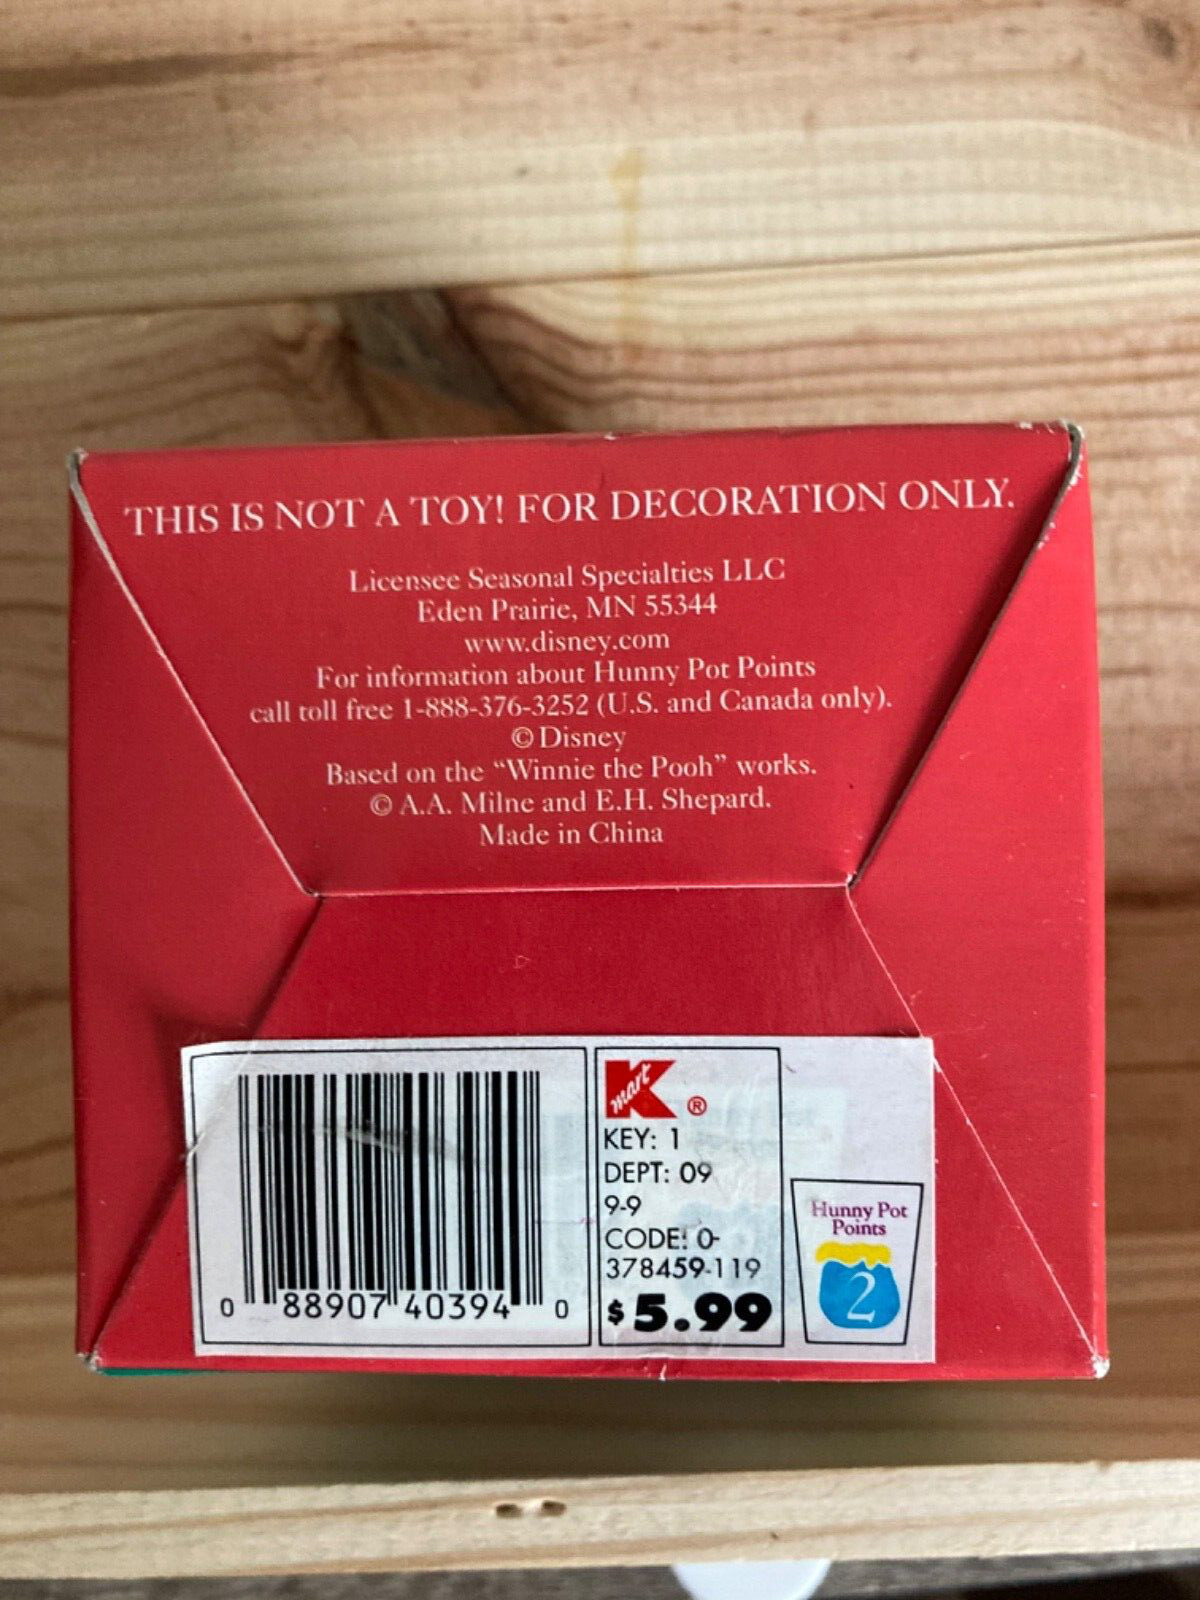 THIS IS NOT A TOY! FOR DECORATION ONLY.
Licensee Seasonal Specialties LLC
Eden Prairie, MN 55344
www.disney.com
For information about Hunny Pot Points
call toll free 1-888-376-3252 (U.S. and Canada only).
© Disney
Based on the “Winnie the Pooh” works.
© A.A. Milne and E.H. Shepard.
Made in China
0 88907 40394 0
K mart ®
KEY: 1
DEPT: 09
9-9
CODE: 0-
378459-119
$5.99
Hunny Pot
Points
2